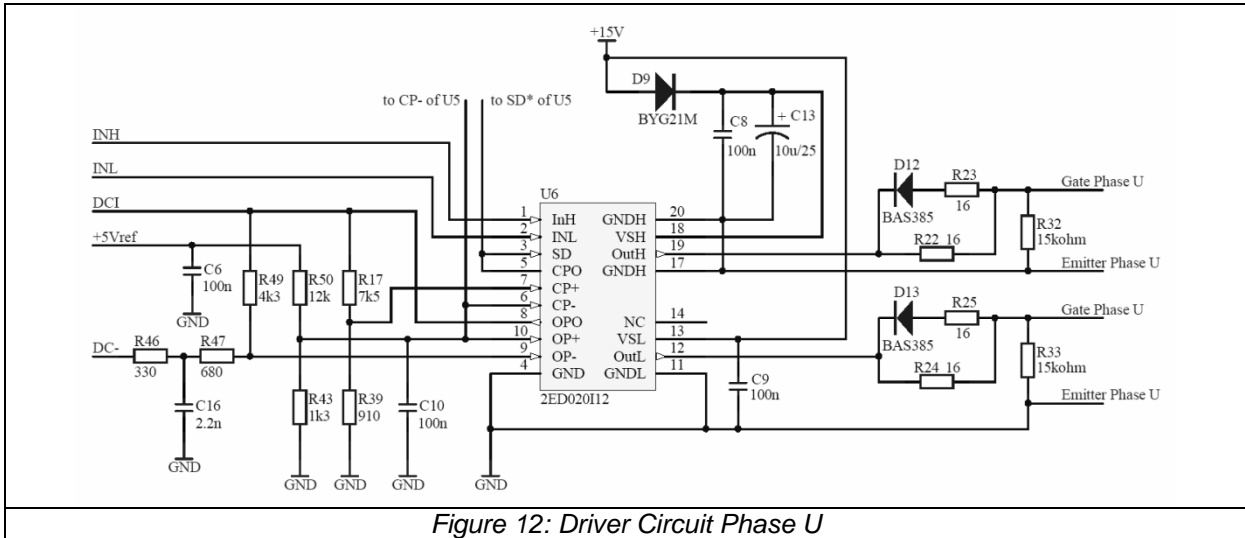 +15V
D9
to CP- of U5
to SD* of U5
BYG21M
C8
100n
+ C13
10u/25
INH
INL
DCI
+5Vref
C6
100n
GND
R49
4k3
R50
12k
R17
7k5
DC-
R46
330
R47
680
C16
2.2n
GND
R43
1k3
GND
R39
910
GND
C10
100n
GND
U6
1 InH GNDH 20
2 INL VSH 18
3 SD OutH 19
5 CPO GNDH 17
7 CP+
6 CP- NC 14
8 OPO VSL 13
10 OP+ OutL 12
9 OP- GNDL 11
4 GND
2ED020I12
GND
C9
100n
D12
BAS385
R23
16
R22 16
R32
15kohm
Gate Phase U
Emitter Phase U
D13
BAS385
R25
16
R24 16
R33
15kohm
Gate Phase U
Emitter Phase U
Figure 12: Driver Circuit Phase U